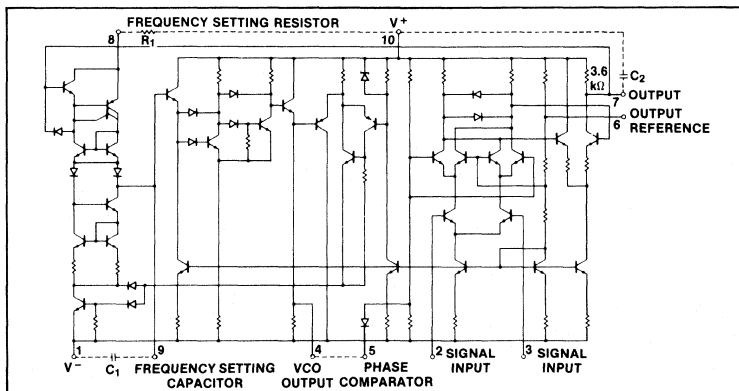 FREQUENCY SETTING RESISTOR
V+
8
R1
10
3.6
kΩ
C2
7
OUTPUT
6
OUTPUT
REFERENCE
1
V−
C1
9
FREQUENCY SETTING
CAPACITOR
4
VCO
OUTPUT
5
PHASE
COMPARATOR
2
SIGNAL
INPUT
3
SIGNAL
INPUT